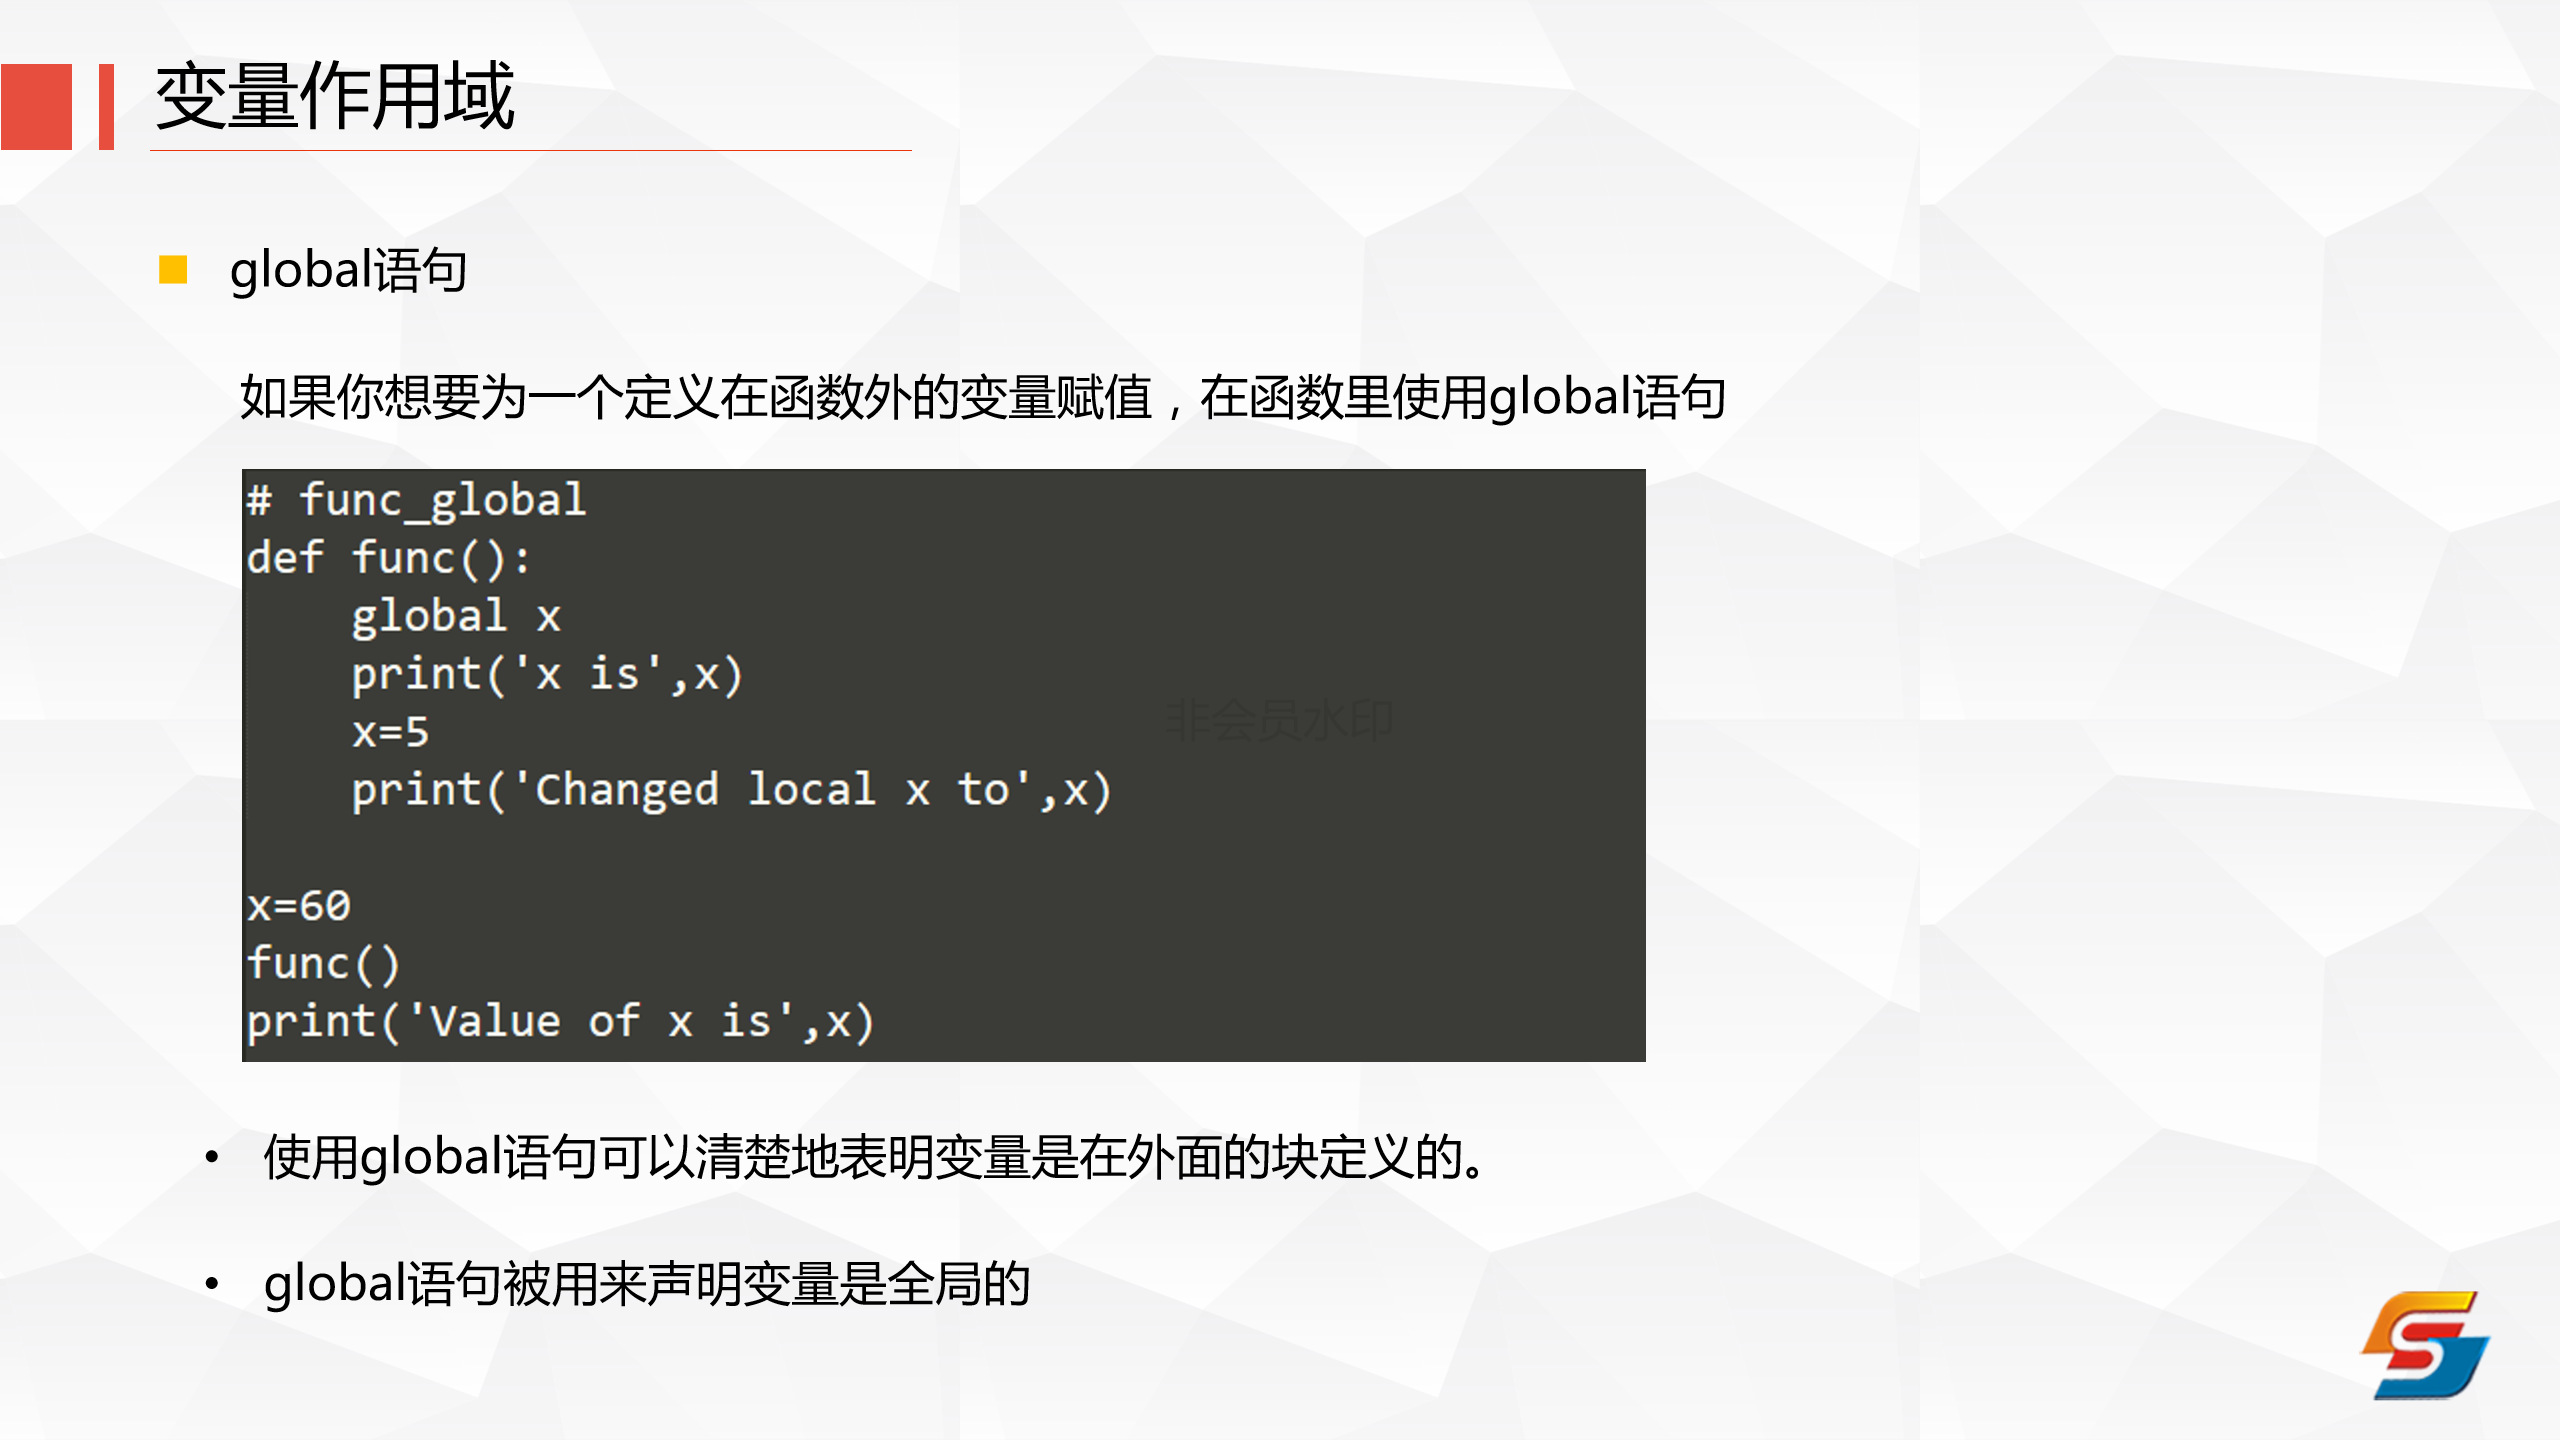 变量作用域
global语句
如果你想要为一个定义在函数外的变量赋值，在函数里使用global语句
# func_global
def func():
    global x
    print('x is',x)
    x=5
    print('Changed local x to',x)
x=60
func()
print('Value of x is',x)
非会员水印
• 使用global语句可以清楚地表明变量是在外面的块定义的。
• global语句被用来声明变量是全局的